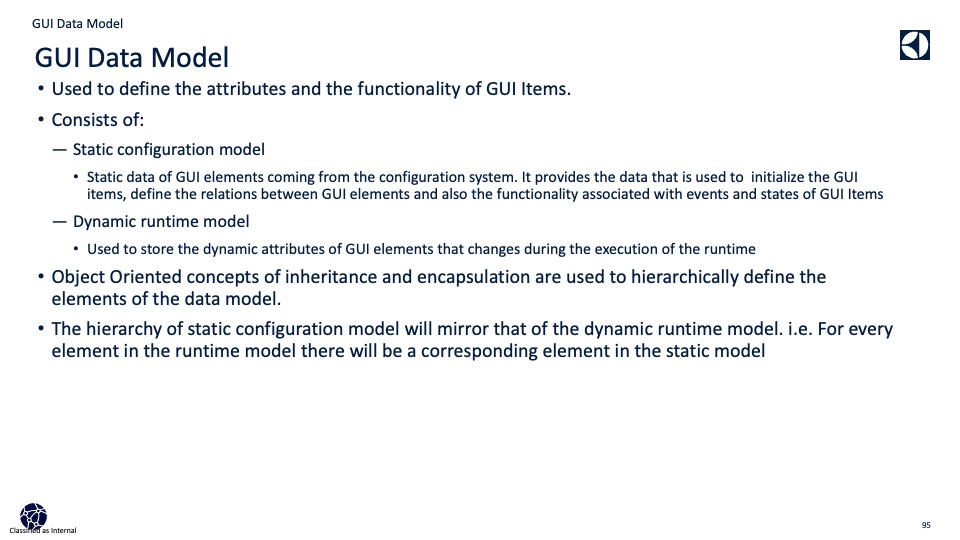 GUI Data Model
GUI Data Model
• Used to define the attributes and the functionality of GUI Items.
• Consists of:
— Static configuration model
• Static data of GUI elements coming from the configuration system. It provides the data that is used to  initialize the GUI
items, define the relations between GUI elements and also the functionality associated with events and states of GUI Items
— Dynamic runtime model
• Used to store the dynamic attributes of GUI elements that changes during the execution of the runtime
• Object Oriented concepts of inheritance and encapsulation are used to hierarchically define the
elements of the data model.
• The hierarchy of static configuration model will mirror that of the dynamic runtime model. i.e. For every
element in the runtime model there will be a corresponding element in the static model
Classified as Internal
95